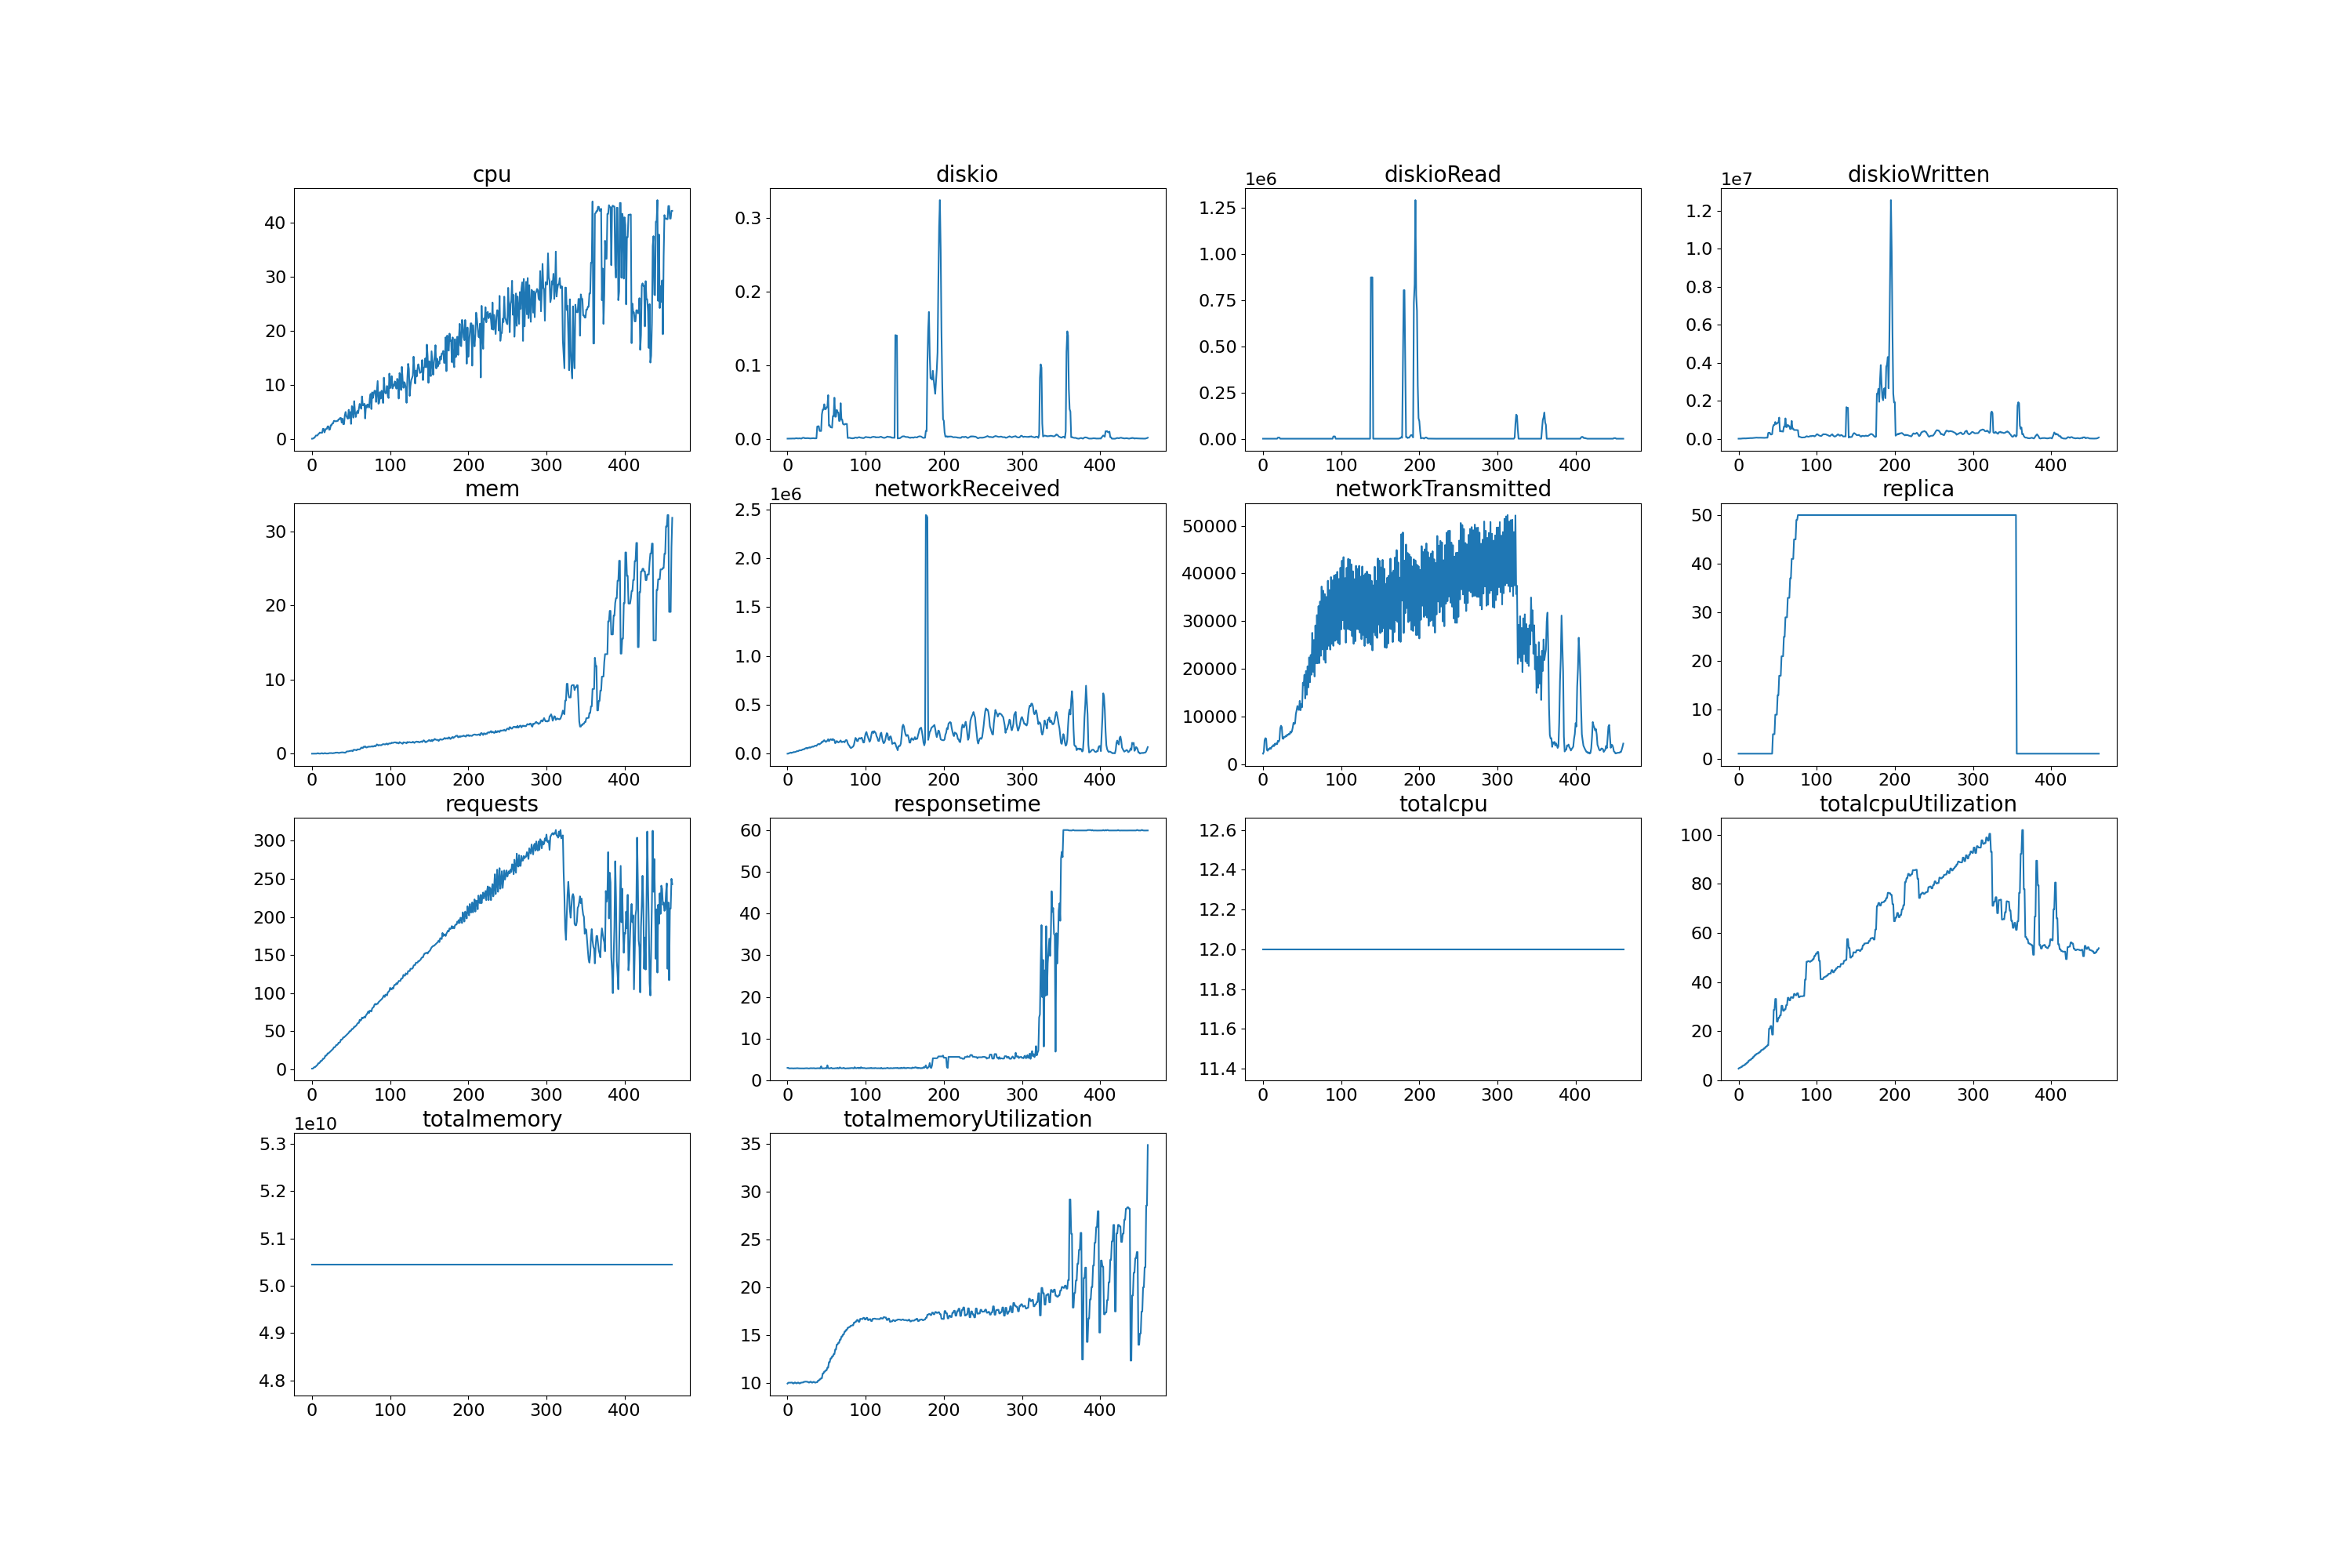 cpu
diskio
diskioRead
diskioWritten
40
30
20
10
0
0 100 200 300 400
0.3
0.2
0.1
0.0
0 100 200 300 400
1e6
1.25
1.00
0.75
0.50
0.25
0.00
0 100 200 300 400
1e7
1.2
1.0
0.8
0.6
0.4
0.2
0.0
0 100 200 300 400
mem
networkReceived
networkTransmitted
replica
30
20
10
0
0 100 200 300 400
1e6
2.5
2.0
1.5
1.0
0.5
0.0
0 100 200 300 400
50000
40000
30000
20000
10000
0
0 100 200 300 400
50
40
30
20
10
0
0 100 200 300 400
requests
responsetime
totalcpu
totalcpuUtilization
300
250
200
150
100
50
0
0 100 200 300 400
60
50
40
30
20
10
0
0 100 200 300 400
12.6
12.4
12.2
12.0
11.8
11.6
11.4
0 100 200 300 400
100
80
60
40
20
0
0 100 200 300 400
totalmemory
totalmemoryUtilization
1e10
5.3
5.2
5.1
5.0
4.9
4.8
0 100 200 300 400
35
30
25
20
15
10
0 100 200 300 400